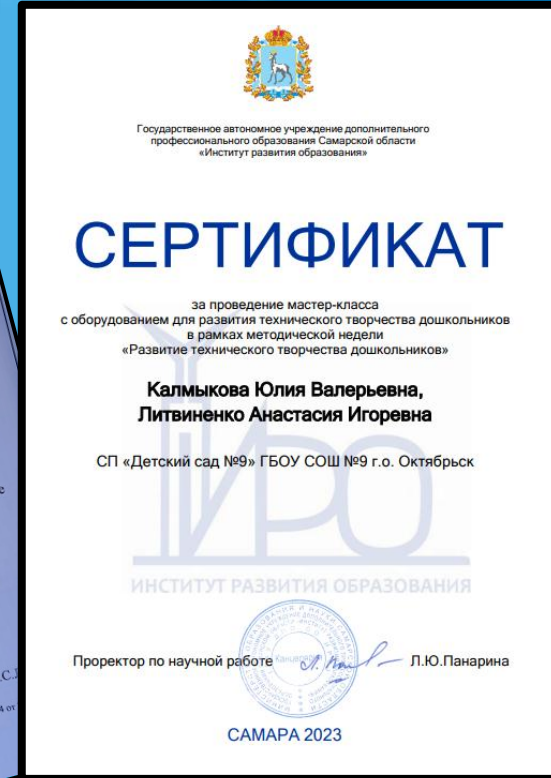 Государственное автономное учреждение дополнительного
профессионального образования Самарской области
«Институт развития образования»
СЕРТИФИКАТ
за проведение мастер-класса
с оборудованием для развития технического творчества дошкольников
в рамках методической недели
«Развитие технического творчества дошкольников»
Калмыкова Юлия Валерьевна,
Литвиненко Анастасия Игоревна
СП «Детский сад №9» ГБОУ СОШ №9 г.о. Октябрьск
ИРО
ИНСТИТУТ РАЗВИТИЯ ОБРАЗОВАНИЯ
Проректор по научной работе
Л.Ю.Панарина
САМАРА 2023